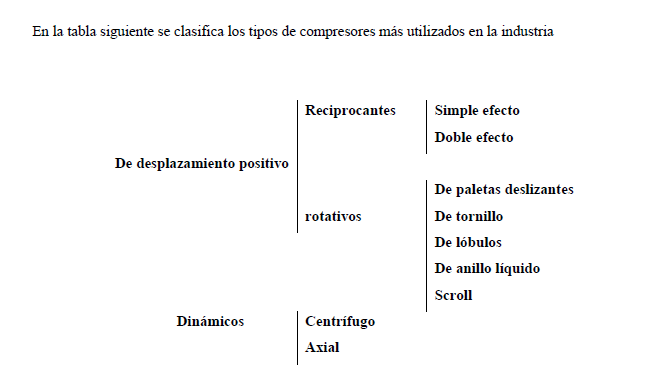 En la tabla siguiente se clasifica los tipos de compresores más utilizados en la industria
Reciprocantes
Simple efecto
Doble efecto
De desplazamiento positivo
De paletas deslizantes
rotativos
De tornillo
De lóbulos
De anillo líquido
Scroll
Dinámicos
Centrífugo
Axial